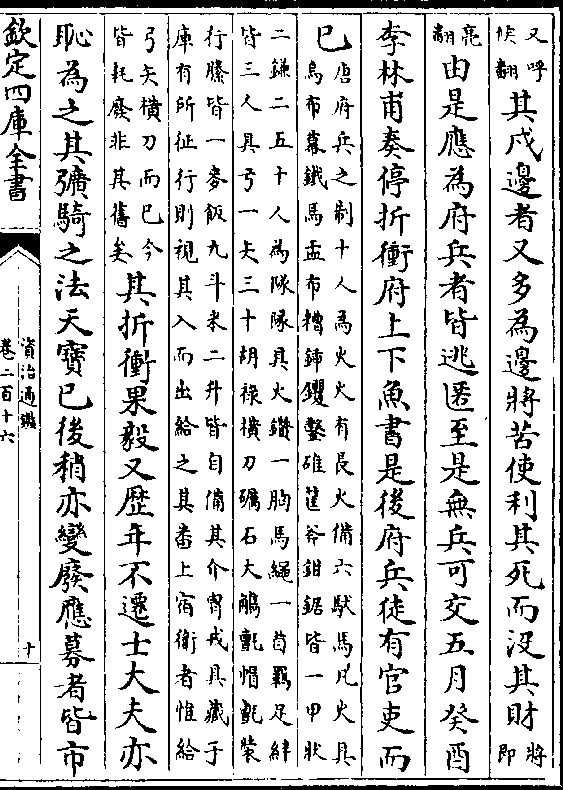 又呼候翻其戍邊者又多為邊將苦使利其死而沒其財將即
亮翻由是應為府兵者皆逃匿至是無兵可交五月癸酉
李林甫奏停折衝府上下魚書是後府兵徒有官吏而
已唐府兵之制十人為火火有長火備六馱馬凡火具
烏布幕鐵馬盂布槽鍤钁鑿碓筐斧鉗鋸皆一甲牀
二鎌二五十人為隊隊具火鑽一胸馬繩一首羈足絆
皆三人具弓一矢三十胡祿橫刀礪石大觿氈帽氈裝
行縢皆一麥飯九斗米二升皆自備其介冑戎具藏于
庫有所征行則視其入而出給之其番上宿衛者惟給
弓矢橫刀而已今皆耗廢非其舊矣其折衝果毅又歷年不遷士大夫亦
恥為之其彍騎之法天寶已後稍亦變廢應募者皆市
欽定四庫全書
資治通鑑
卷二百十六
十